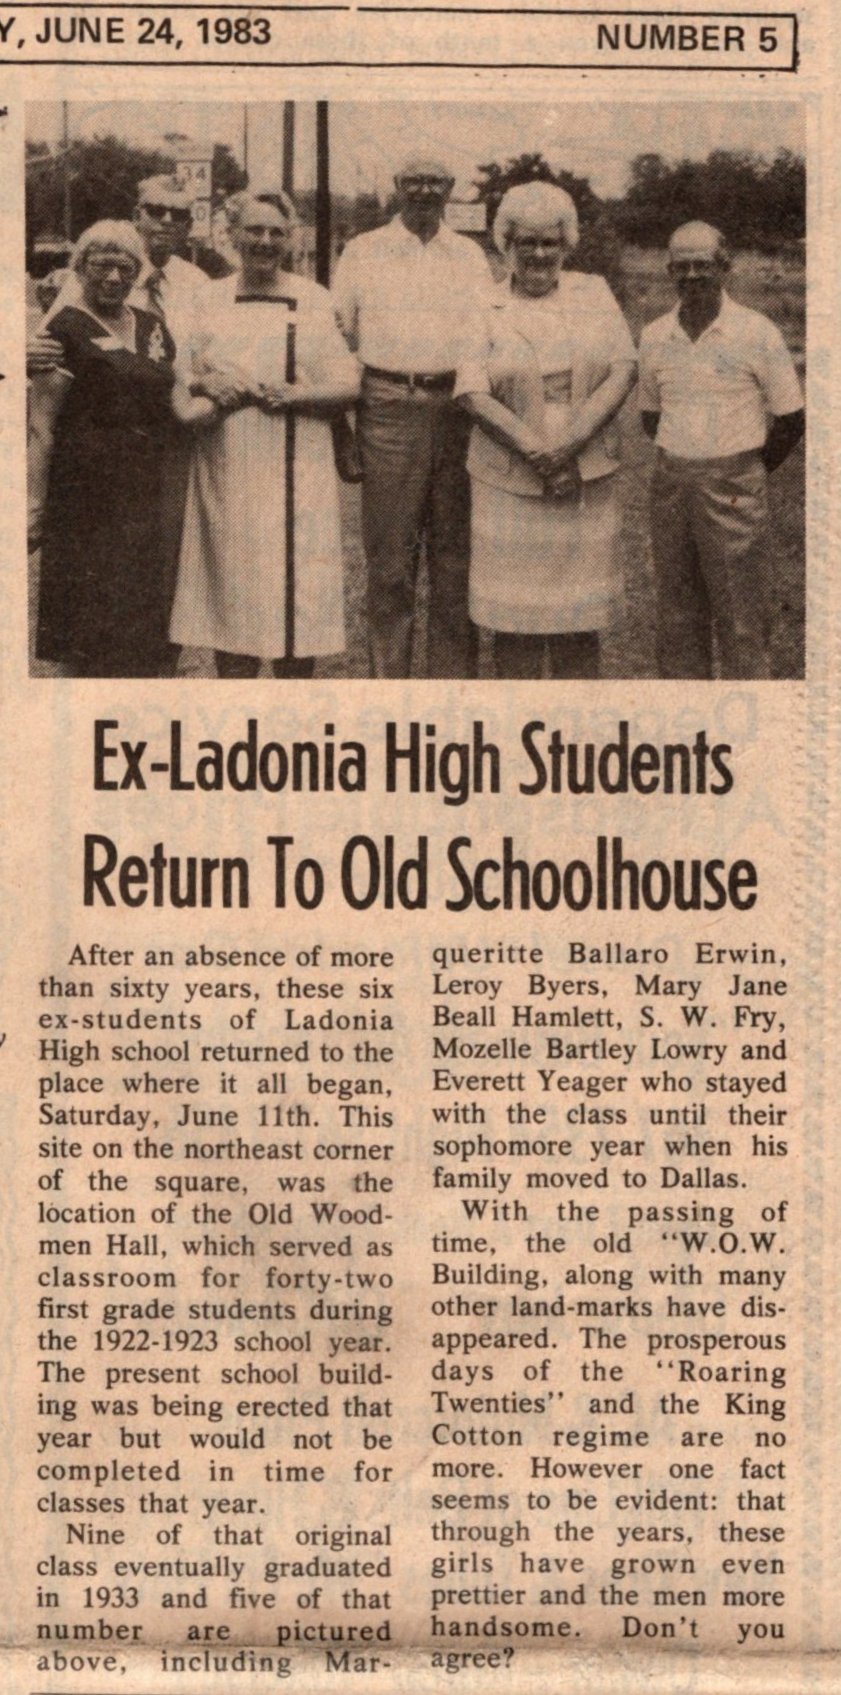 Y, JUNE 24, 1983
NUMBER 5
34
0
Ex-Ladonia High Students
Return To Old Schoolhouse
After an absence of more
than sixty years, these six
ex-students of Ladonia
High school returned to the
place where it all began,
Saturday, June 11th. This
site on the northeast corner
of the square, was the
location of the Old Wood-
men Hall, which served as
classroom for forty-two
first grade students during
the 1922-1923 school year.
The present school build-
ing was being erected that
year but would not be
completed in time for
classes that year.
Nine of that original
class eventually graduated
in 1933 and five of that
number are pictured
above, including Mar-
queritte Ballaro Erwin,
Leroy Byers, Mary Jane
Beall Hamlett, S. W. Fry,
Mozelle Bartley Lowry and
Everett Yeager who stayed
with the class until their
sophomore year when his
family moved to Dallas.
With the passing of
time, the old "W.O.W.
Building, along with many
other land-marks have dis-
appeared. The prosperous
days of the "Roaring
Twenties" and the King
Cotton regime are no
more. However one fact
seems to be evident: that
through the years, these
girls have grown even
prettier and the men more
handsome. Don't you
agree?